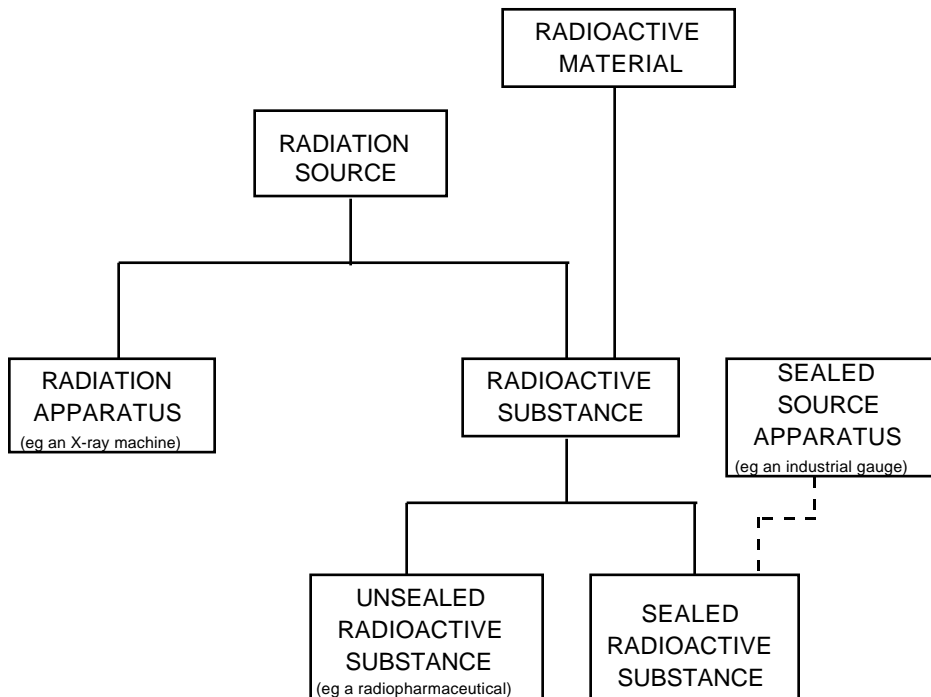 RADIOACTIVE
MATERIAL
RADIATION
SOURCE
RADIATION
APPARATUS
(eg an X-ray machine)
RADIOACTIVE
SUBSTANCE
SEALED
SOURCE
APPARATUS
(eg an industrial gauge)
UNSEALED
RADIOACTIVE
SUBSTANCE
(eg a radiopharmaceutical)
SEALED
RADIOACTIVE
SUBSTANCE